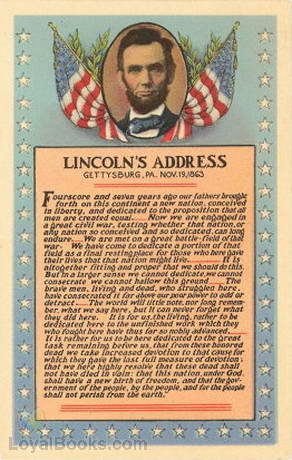 LINCOLN'S ADDRESS
GETTYSBURG, PA. NOV. 19, 1863
Fourscore and seven years ago our fathers brought
forth on this continent a new nation, conceived
in liberty, and dedicated to the proposition that all
men are created equal. Now we are engaged in
a great civil war, testing whether that nation, or
any nation so conceived and so dedicated, can long
endure. We are met on a great battle-field of that
war. We have come to dedicate a portion of that
field as a final resting place for those who here gave
their lives that that nation might live. It is
altogether fitting and proper that we should do this.
But in a larger sense we cannot dedicate, we cannot
consecrate we cannot hallow this ground. The
brave men, living and dead, who struggled here,
have consecrated it far above our poor power to add or
detract. The world will little note, nor long remem-
ber, what we say here, but it can never forget what
they did here. It is for us, the living, rather to be
dedicated here to the unfinished work which they
who fought here have thus far so nobly advanced.
It is rather for us to be here dedicated to the great
task remaining before us, that from these honored
dead we take increased devotion to that cause for
which they gave the last full measure of devotion;
that we here highly resolve that these dead shall
not have died in vain; that this nation, under God,
shall have a new birth of freedom, and that the gov-
ernment of the people, by the people, and for the people
shall not perish from the earth."
LoyalBooks.com
LoyalBooks.com